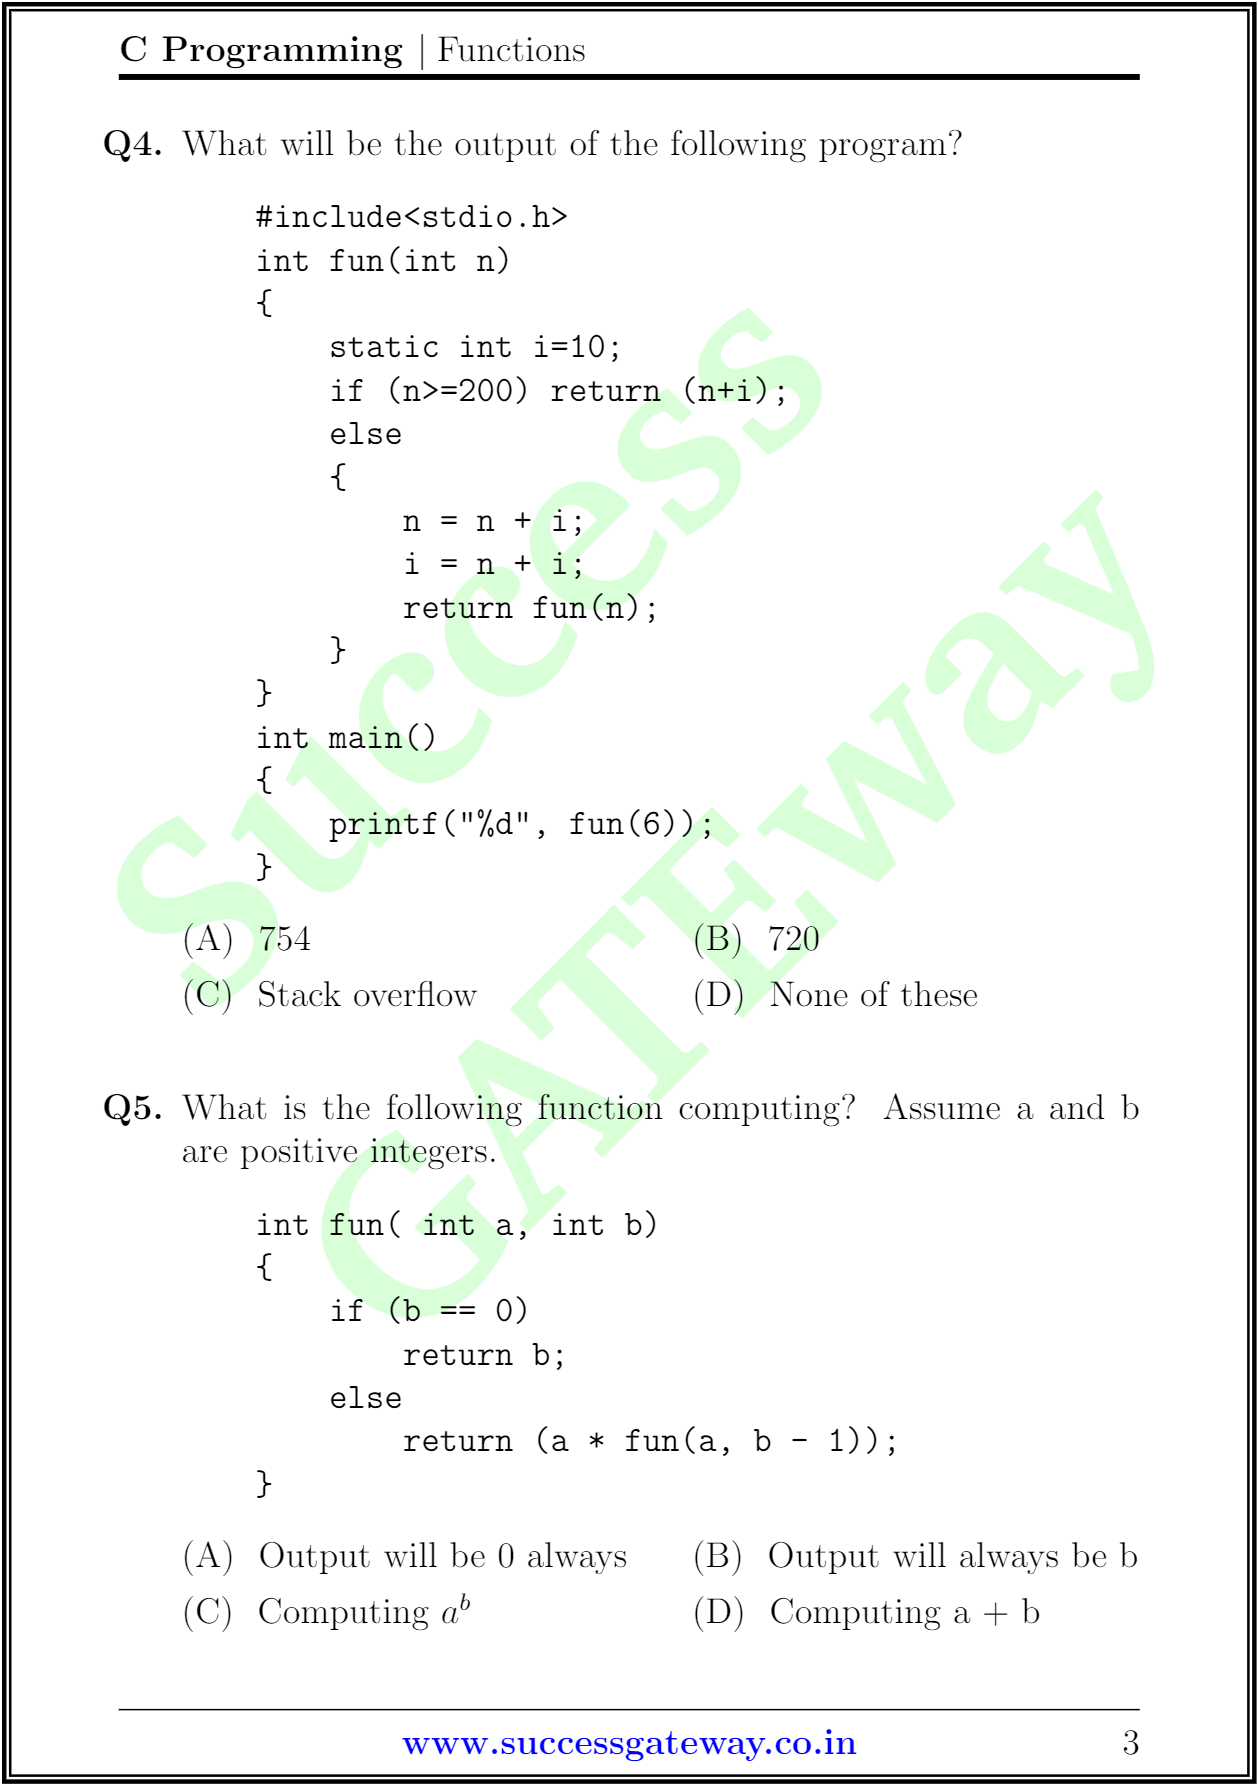 C Programming | Functions
Q4. What will be the output of the following program?
#include<stdio.h>
int fun(int n)
{
    static int i=10;
    if (n>=200) return (n+i);
    else
    {
        n = n + i;
        i = n + i;
        return fun(n);
    }
}
int main()
{
    printf("%d", fun(6));
}
(A) 754 (B) 720
(C) Stack overflow (D) None of these
Q5. What is the following function computing? Assume a and b
are positive integers.
int fun( int a, int b)
{
    if (b == 0)
        return b;
    else
        return (a * fun(a, b - 1));
}
(A) Output will be 0 always (B) Output will always be b
(C) Computing a^b (D) Computing a + b
www.successgateway.co.in 3
Success
GATEway